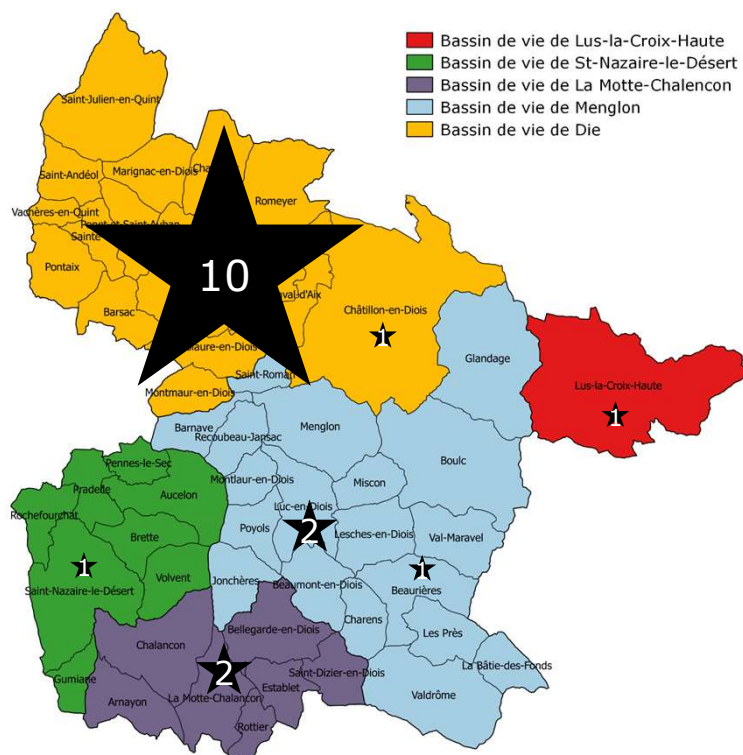 Bassin de vie de Lus-la-Croix-Haute
Bassin de vie de St-Nazaire-le-Désert
Bassin de vie de La Motte-Chalencon
Bassin de vie de Menglon
Bassin de vie de Die
Saint-Julien-en-Quint
Saint-Andéol
Marignac-en-Diois
Romeyer
Vachères-en-Quint
Pontaix
Barsac
10
Châtillon-en-Diois
1
Glandage
Lus-la-Croix-Haute
1
Saint-Roman
Montmaur-en-Diois
Barnave
Recoubeau-Jansac
Menglon
Boulc
Pennes-le-Sec
Pradelle
Aucelon
Montlaur-en-Diois
Miscon
Rochefourchat
Luc-en-Diois
2
Brette
Poyols
Lesches-en-Diois
Val-Maravel
1
Saint-Nazaire-le-Désert
Volvent
Jonchères
Beaumont-en-Diois
1
Beaurières
Charens
Les Près
Chalancon
Bellegarde-en-Diois
La Bâtie-des-Fonds
Gumiane
2
Saint-Dizier-en-Diois
Arnayon
La Motte-Chalancon
Establet
Valdrôme
Rottier